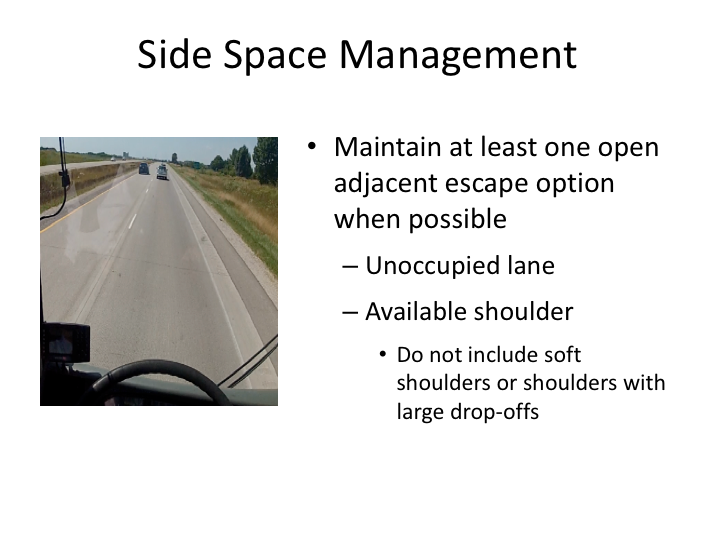 Side Space Management
• Maintain at least one open
adjacent escape option
when possible
– Unoccupied lane
– Available shoulder
• Do not include soft
shoulders or shoulders with
large drop-offs